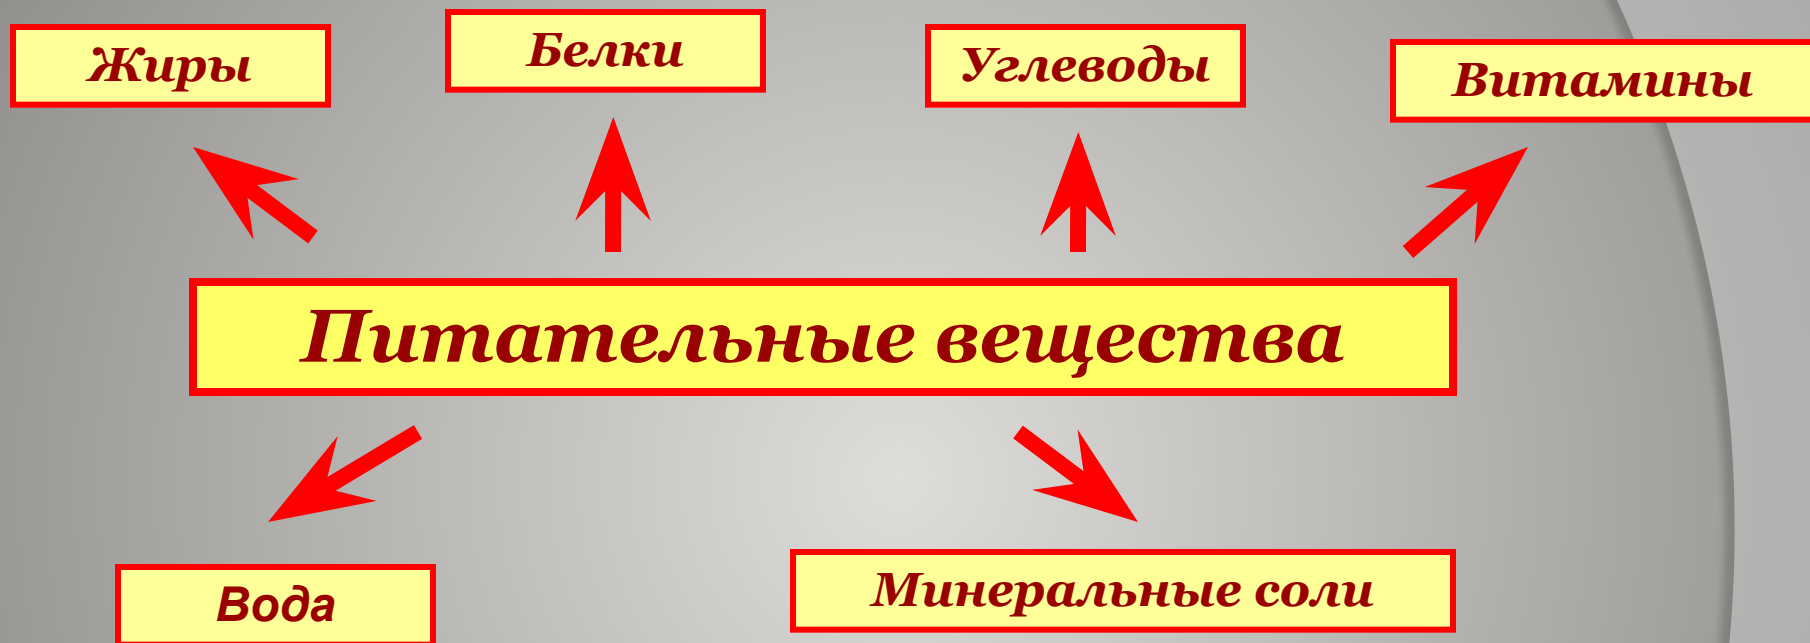 Жиры
Белки
Углеводы
Витамины
Питательные вещества
Вода
Минеральные соли